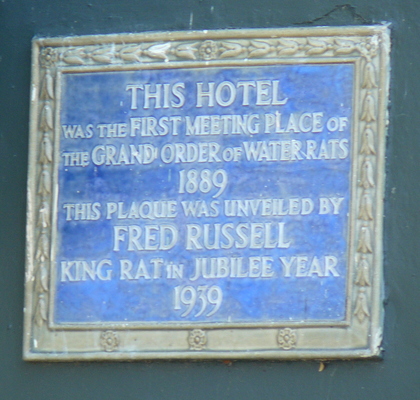 THIS HOTEL
WAS THE FIRST MEETING PLACE OF
THE GRAND ORDER OF WATER RATS
1889
THIS PLAQUE WAS UNVEILED BY
FRED RUSSELL
KING RAT in JUBILEE YEAR
1939